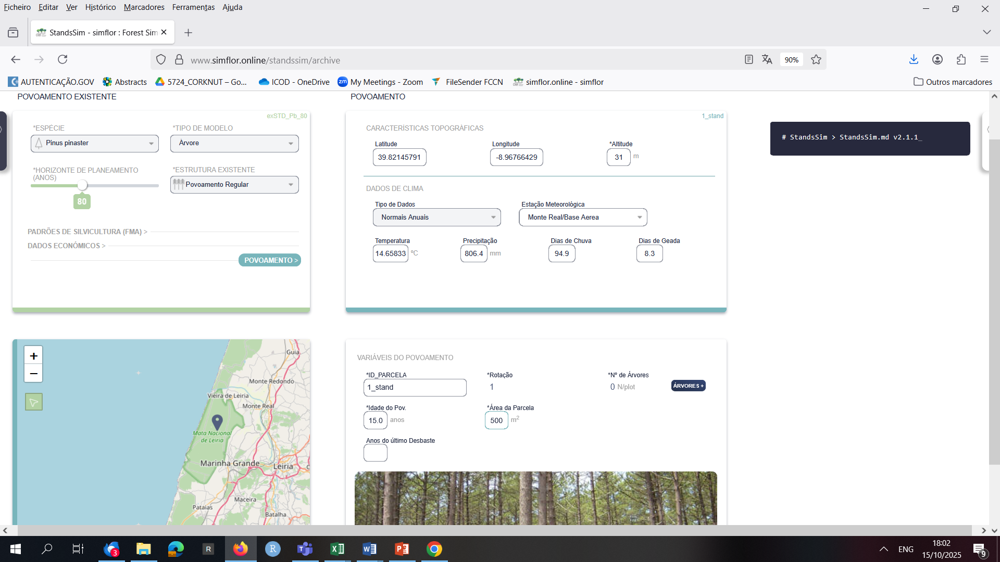 Ficheiro Editar Ver Histórico Marcadores Ferramentas Ajuda
StandsSim - simflor : Forest Sim
www.simflor.online/standssim/archive
90%
AUTENTICAÇÃO.GOV Abstracts 5724_CORKNUT – Go... ICOD - OneDrive zm My Meetings - Zoom FileSender FCCN simflor.online - simflor Outros marcadores
POVOAMENTO EXISTENTE
exSTD_Pb_80
*ESPÉCIE *TIPO DE MODELO
Pinus pinaster Árvore
*HORIZONTE DE PLANEAMENTO (ANOS) *ESTRUTURA EXISTENTE
Povoamento Regular
80
PADRÕES DE SILVICULTURA (FMA) >
DADOS ECONÓMICOS >
POVOAMENTO >
POVOAMENTO
1_stand
CARACTERÍSTICAS TOPOGRÁFICAS
Latitude Longitude *Altitude
39.82145791 -8.96766429 31 m
DADOS DE CLIMA
Tipo de Dados Estação Meteorológica
Normais Anuais Monte Real/Base Aerea
Temperatura Precipitação Dias de Chuva Dias de Geada
14.65833 ºC 806.4 mm 94.9 8.3
# StandsSim > StandsSim.md v2.1.1_
+
−
Guia
Monte Redondo
Vieira de Leiria
Monte Real
Mata Nacional
de Leiria
Marinha Grande
Leiria
Maceira
Pataias
Batalha
VARIÁVEIS DO POVOAMENTO
*ID_PARCELA *Rotação *Nº de Árvores
1_stand 1 0 N/plot ÁRVORES +
*Idade do Pov. *Área da Parcela
15.0 anos 500 m2
Anos do último Desbaste
3 R R T X W P
ENG
18:02
15/10/2025
9